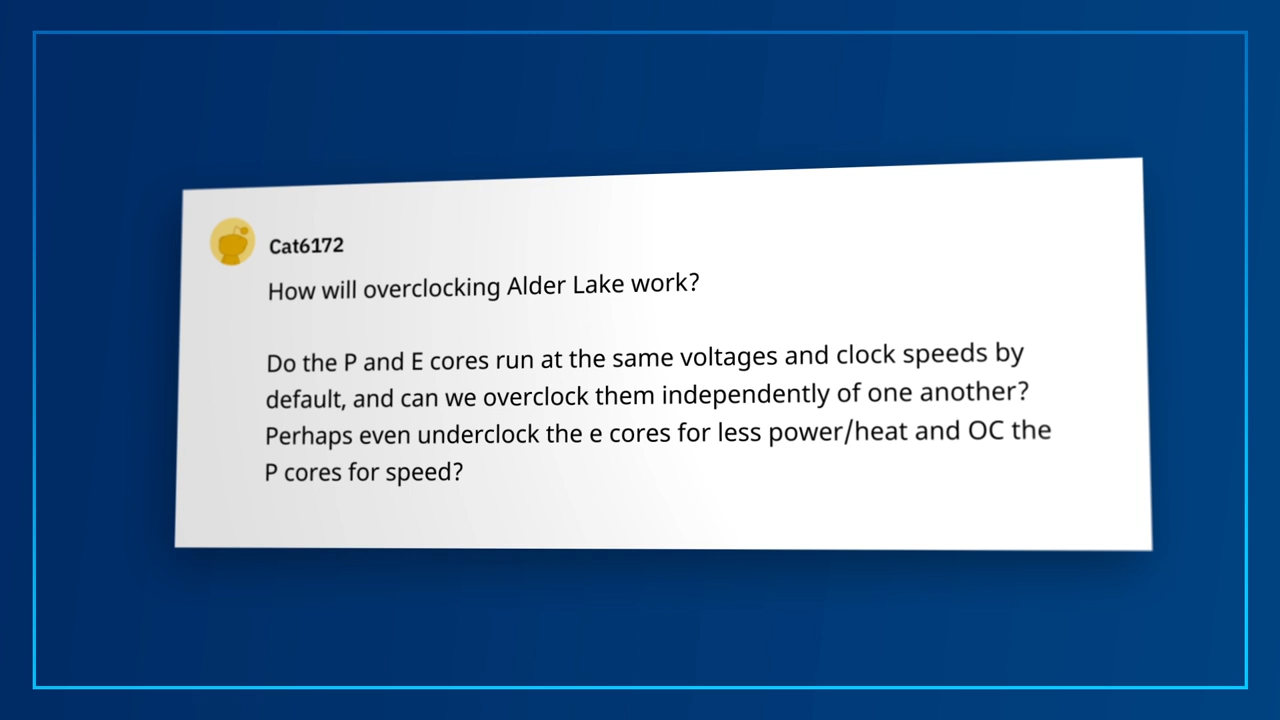 Cat6172
How will overclocking Alder Lake work?
Do the P and E cores run at the same voltages and clock speeds by
default, and can we overclock them independently of one another?
Perhaps even underclock the e cores for less power/heat and OC the
P cores for speed?